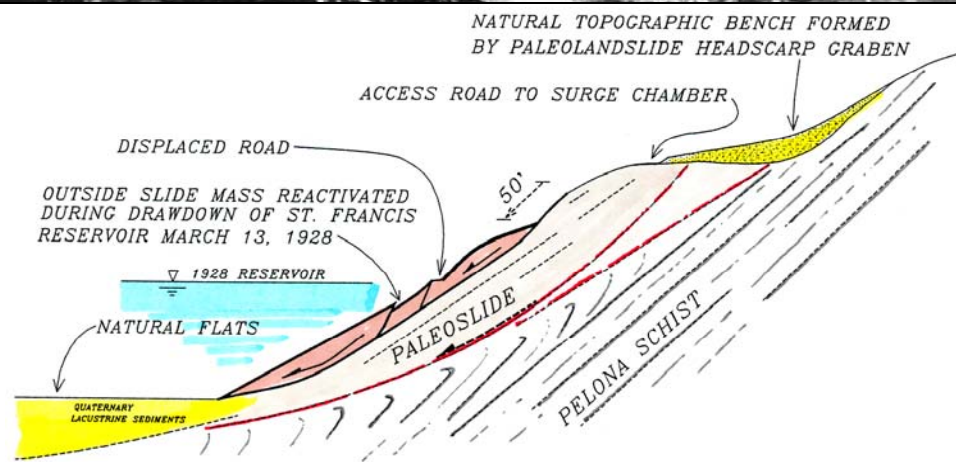 NATURAL TOPOGRAPHIC BENCH FORMED
BY PALEOLANDSLIDE HEADSCARP GRABEN
ACCESS ROAD TO SURGE CHAMBER
DISPLACED ROAD
50'
OUTSIDE SLIDE MASS REACTIVATED
DURING DRAWDOWN OF ST. FRANCIS
RESERVOIR MARCH 13, 1928
1928 RESERVOIR
NATURAL FLATS
PALEOSLIDE
PELONA SCHIST
QUATERNARY
LACUSTRINE SEDIMENTS